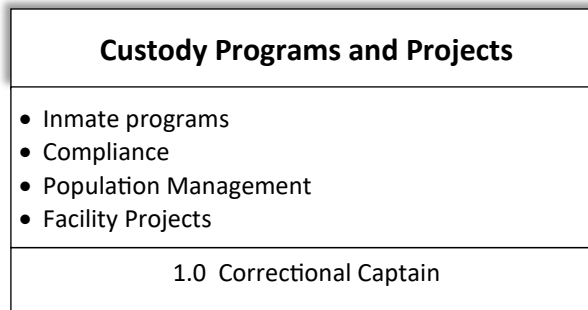 Custody Programs and Projects
• Inmate programs
• Compliance
• Population Management
• Facility Projects
1.0 Correctional Captain